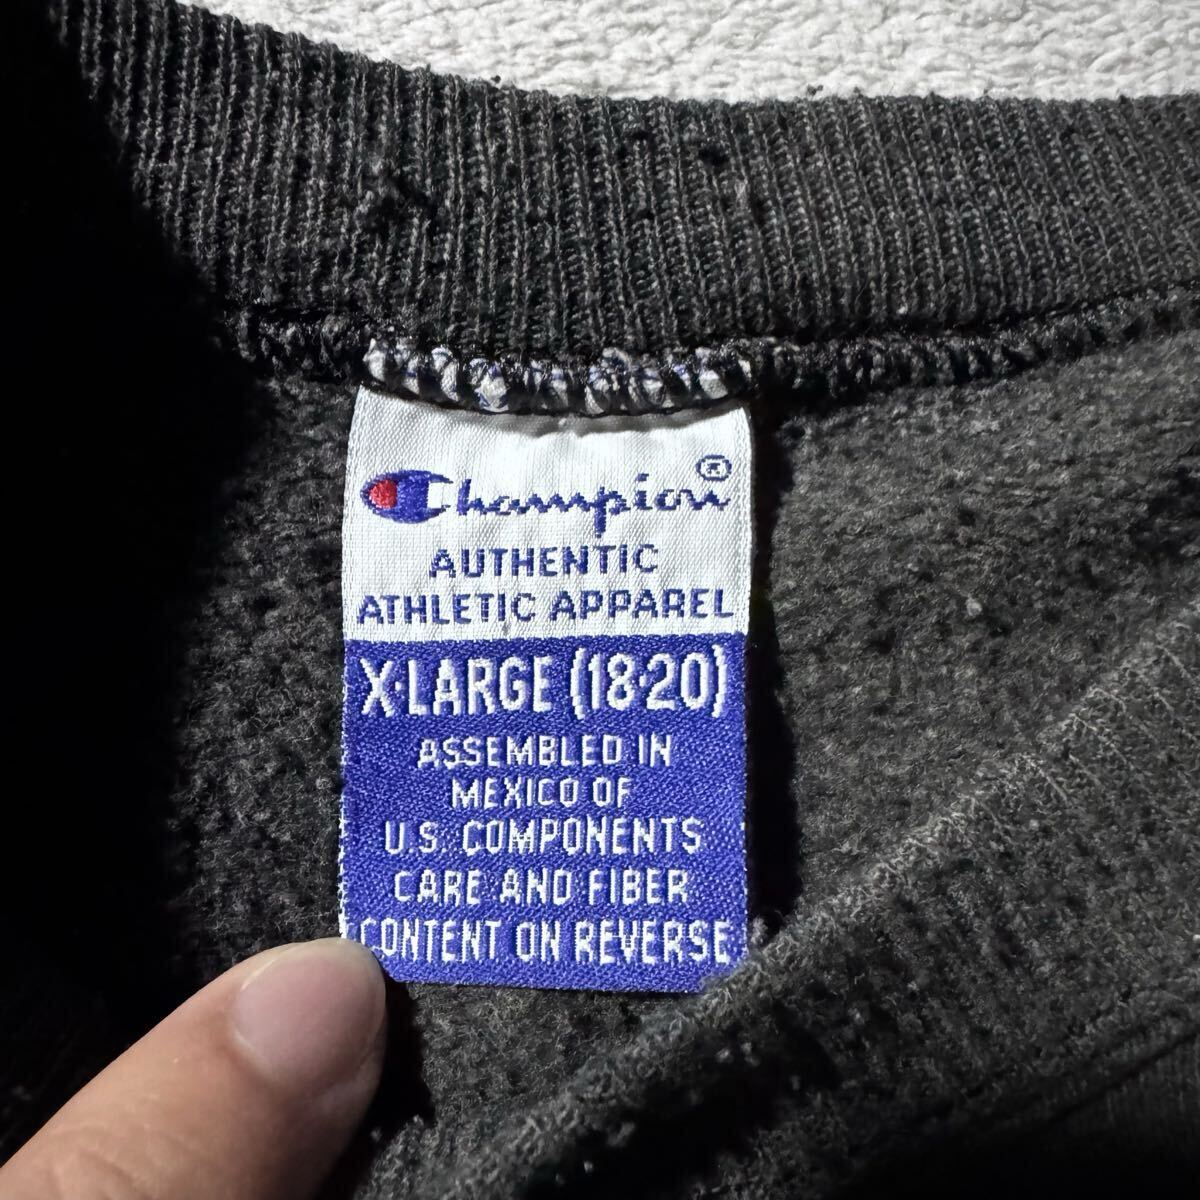 Champion®
AUTHENTIC
ATHLETIC APPAREL
X-LARGE (18-20)
ASSEMBLED IN
MEXICO OF
U.S. COMPONENTS
CARE AND FIBER
CONTENT ON REVERSE